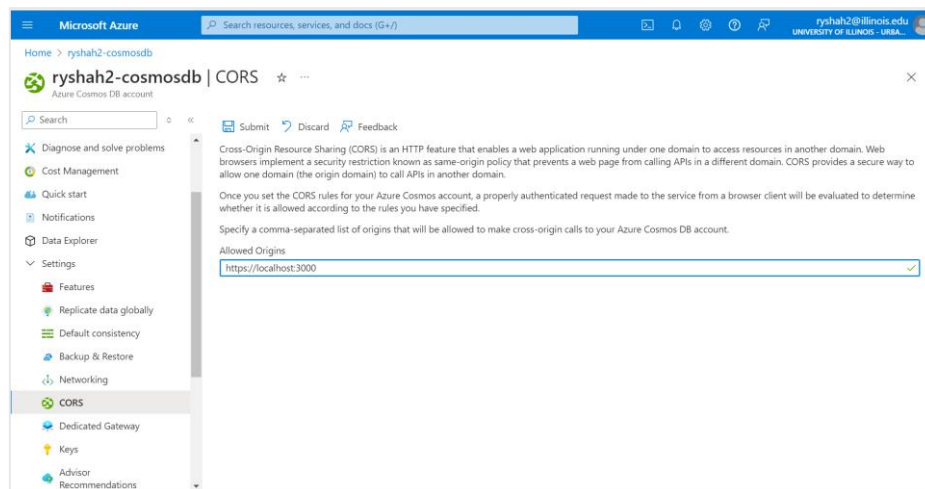 Microsoft Azure
Search resources, services, and docs (G+/)
ryshah2@illinois.edu
UNIVERSITY OF ILLINOIS - URBA...
Home > ryshah2-cosmosdb
ryshah2-cosmosdb | CORS
Azure Cosmos DB account
Search
Diagnose and solve problems
Cost Management
Quick start
Notifications
Data Explorer
Settings
Features
Replicate data globally
Default consistency
Backup & Restore
Networking
CORS
Dedicated Gateway
Keys
Advisor
Recommendations
Submit Discard Feedback
Cross-Origin Resource Sharing (CORS) is an HTTP feature that enables a web application running under one domain to access resources in another domain. Web
browsers implement a security restriction known as same-origin policy that prevents a web page from calling APIs in a different domain. CORS provides a secure way to
allow one domain (the origin domain) to call APIs in another domain.
Once you set the CORS rules for your Azure Cosmos account, a properly authenticated request made to the service from a browser client will be evaluated to determine
whether it is allowed according to the rules you have specified.
Specify a comma-separated list of origins that will be allowed to make cross-origin calls to your Azure Cosmos DB account.
Allowed Origins
https://localhost:3000